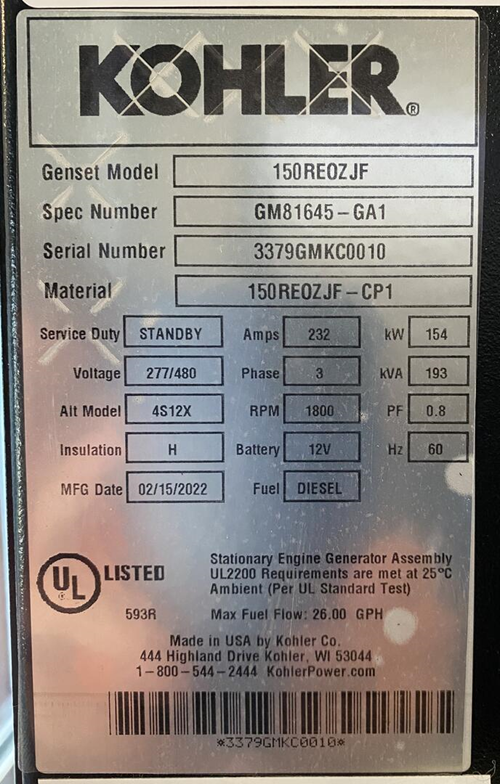 KOHLER®
Genset Model 150REOZJF
Spec Number GM81645-GA1
Serial Number 3379GMKC0010
Material 150REOZJF-CP1
Service Duty STANDBY Amps 232 kW 154
Voltage 277/480 Phase 3 kVA 193
Alt Model 4S12X RPM 1800 PF 0.8
Insulation H Battery 12V Hz 60
MFG Date 02/15/2022 Fuel DIESEL
UL® LISTED
593R
Stationary Engine Generator Assembly
UL2200 Requirements are met at 25°C
Ambient (Per UL Standard Test)
Max Fuel Flow: 26.00 GPH
Made in USA by Kohler Co.
444 Highland Drive Kohler, WI 53044
1-800-544-2444 KohlerPower.com
*3379GMKC0010*